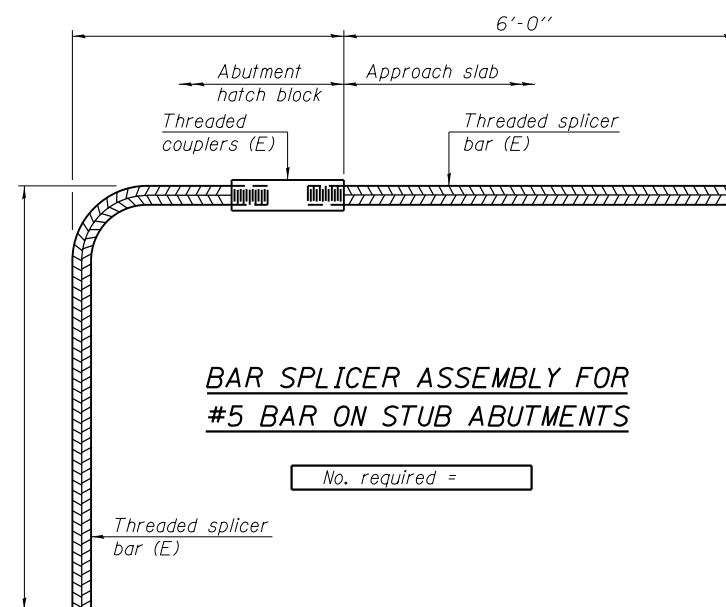 6'-0"
Abutment
hatch block
Approach slab
Threaded
couplers (E)
Threaded splicer
bar (E)
BAR SPLICER ASSEMBLY FOR
#5 BAR ON STUB ABUTMENTS
No. required =
Threaded splicer
bar (E)